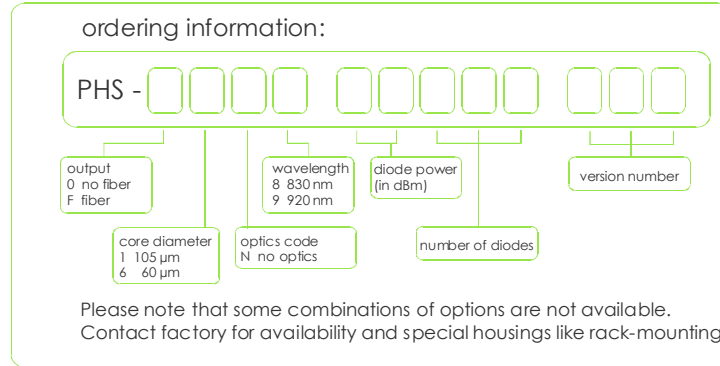 ordering information:
PHS -
output
0 no fiber
F fiber
core diameter
1 105 µm
6 60 µm
optics code
N no optics
wavelength
8 830 nm
9 920 nm
diode power
(in dBm)
number of diodes
version number
Please note that some combinations of options are not available.
Contact factory for availability and special housings like rack-mounting